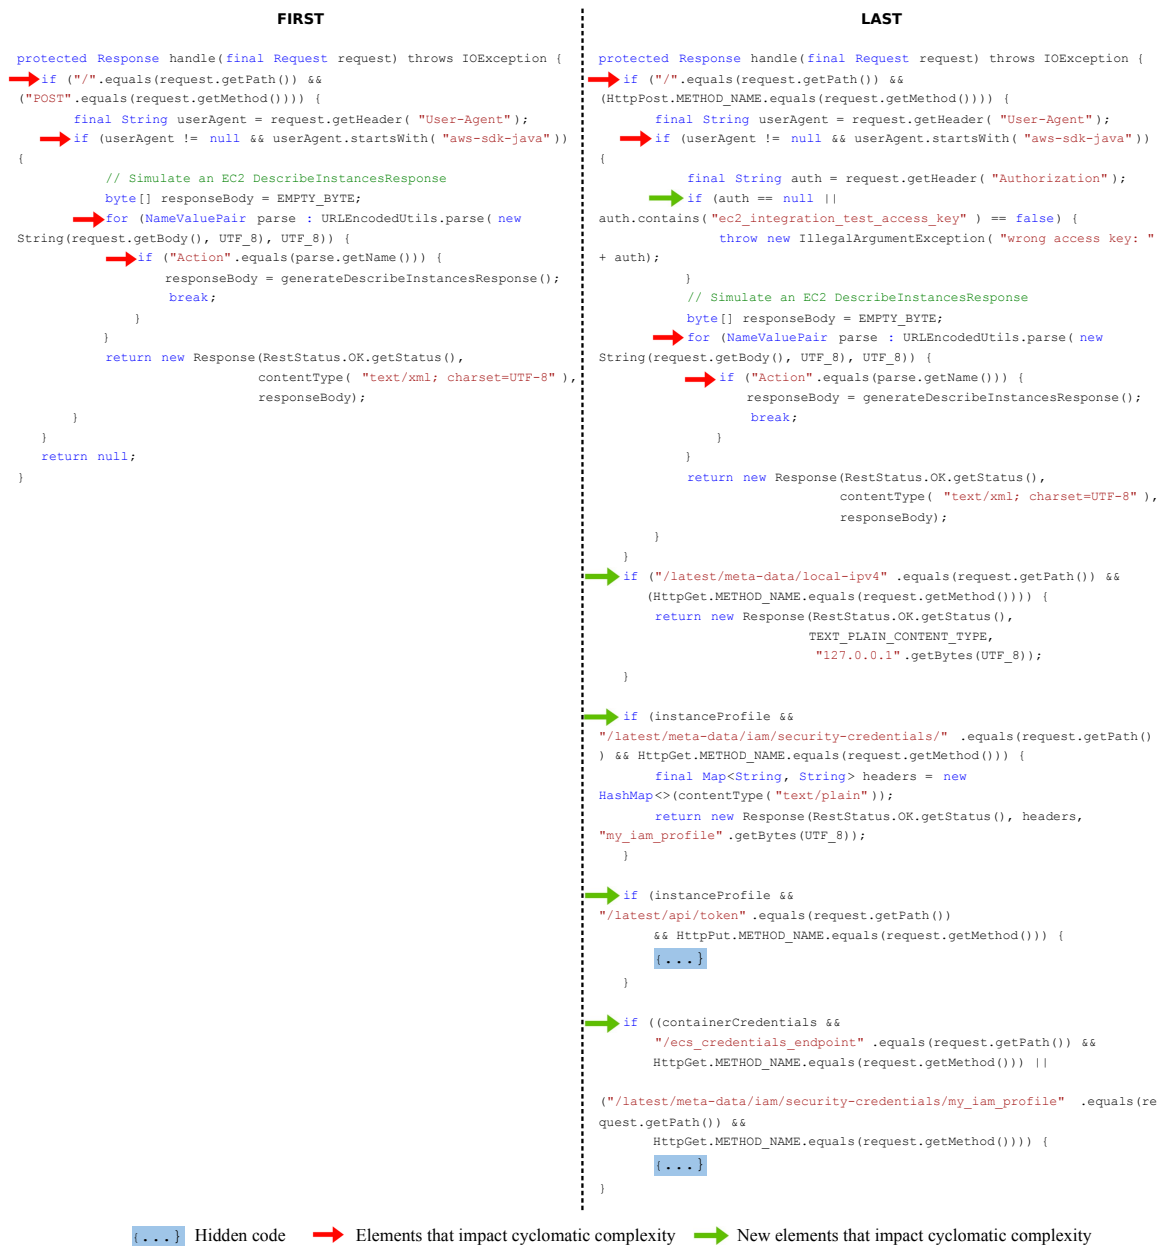 FIRST
protected Response handle(final Request request) throws IOException {
if ("/".equals(request.getPath()) &&
("POST".equals(request.getMethod()))) {
final String userAgent = request.getHeader( "User-Agent");
if (userAgent != null && userAgent.startsWith( "aws-sdk-java"))
{
// Simulate an EC2 DescribeInstancesResponse
byte[] responseBody = EMPTY_BYTE;
for (NameValuePair parse : URLEncodedUtils.parse( new
String(request.getBody(), UTF_8), UTF_8)) {
if ("Action".equals(parse.getName())) {
responseBody = generateDescribeInstancesResponse();
break;
}
}
return new Response(RestStatus.OK.getStatus(),
contentType( "text/xml; charset=UTF-8" ),
responseBody);
}
}
return null;
}
LAST
protected Response handle(final Request request) throws IOException {
if ("/".equals(request.getPath()) &&
(HttpPost.METHOD_NAME.equals(request.getMethod()))) {
final String userAgent = request.getHeader( "User-Agent");
if (userAgent != null && userAgent.startsWith( "aws-sdk-java"))
{
final String auth = request.getHeader( "Authorization");
if (auth == null ||
auth.contains("ec2_integration_test_access_key" ) == false) {
throw new IllegalArgumentException( "wrong access key: "
+ auth);
}
// Simulate an EC2 DescribeInstancesResponse
byte[] responseBody = EMPTY_BYTE;
for (NameValuePair parse : URLEncodedUtils.parse( new
String(request.getBody(), UTF_8), UTF_8)) {
if ("Action".equals(parse.getName())) {
responseBody = generateDescribeInstancesResponse();
break;
}
}
return new Response(RestStatus.OK.getStatus(),
contentType( "text/xml; charset=UTF-8" ),
responseBody);
}
}
if ("/latest/meta-data/local-ipv4" .equals(request.getPath()) &&
(HttpGet.METHOD_NAME.equals(request.getMethod()))) {
return new Response(RestStatus.OK.getStatus(),
TEXT_PLAIN_CONTENT_TYPE,
"127.0.0.1".getBytes(UTF_8));
}
if (instanceProfile &&
"/latest/meta-data/iam/security-credentials/" .equals(request.getPath()
) && HttpGet.METHOD_NAME.equals(request.getMethod())) {
final Map<String, String> headers = new
HashMap<>(contentType("text/plain"));
return new Response(RestStatus.OK.getStatus(), headers,
"my_iam_profile" .getBytes(UTF_8));
}
if (instanceProfile &&
"/latest/api/token" .equals(request.getPath())
&& HttpPut.METHOD_NAME.equals(request.getMethod())) {
{...}
}
if ((containerCredentials &&
"/ecs_credentials_endpoint" .equals(request.getPath()) &&
HttpGet.METHOD_NAME.equals(request.getMethod())) ||
("/latest/meta-data/iam/security-credentials/my_iam_profile" .equals(re
quest.getPath()) &&
HttpGet.METHOD_NAME.equals(request.getMethod()))) {
{...}
}
{...} Hidden code Elements that impact cyclomatic complexity New elements that impact cyclomatic complexity